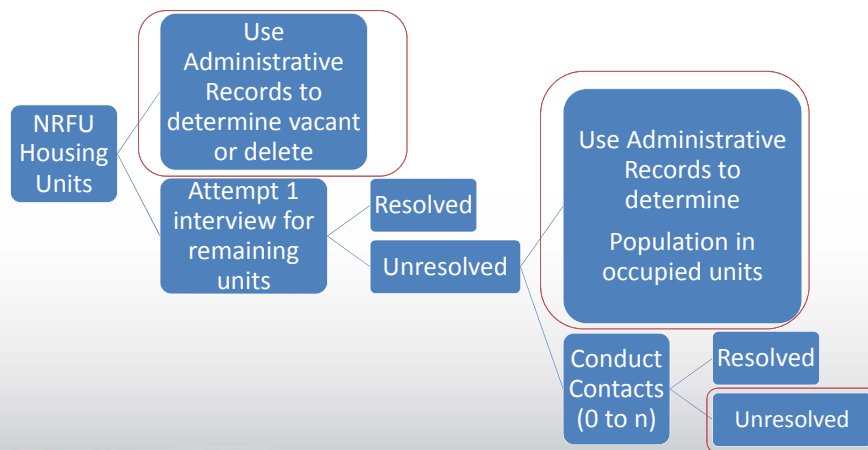 Use
Administrative
Records to
determine vacant
or delete
NRFU
Housing
Units
Attempt 1
interview for
remaining
units
Resolved
Unresolved
Use Administrative
Records to
determine
Population in
occupied units
Conduct
Contacts
(0 to n)
Resolved
Unresolved